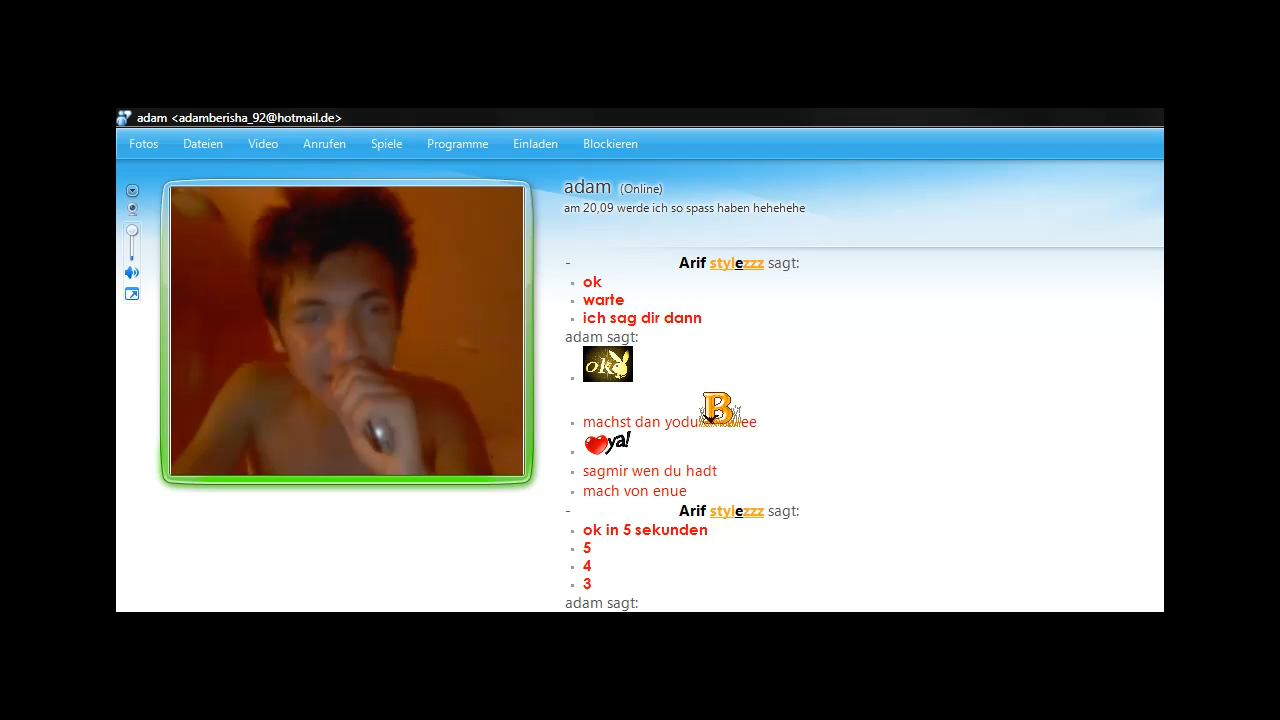 adam <adamberisha_92@hotmail.de>
Fotos Dateien Video Anrufen Spiele Programme Einladen Blockieren
adam (Online)
am 20,09 werde ich so spass haben hehehehe
- Arif stylezzz sagt:
ok
warte
ich sag dir dann
adam sagt:
ok
B
machst dan
ya!
sagmir wen du hadt
mach von enue
- Arif stylezzz sagt:
ok in 5 sekunden
5
4
3
adam sagt: